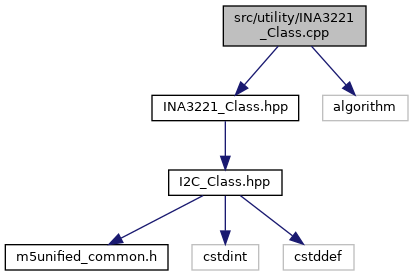 src/utility/INA3221
_Class.cpp
INA3221_Class.hpp
algorithm
I2C_Class.hpp
m5unified_common.h
cstdint
cstddef